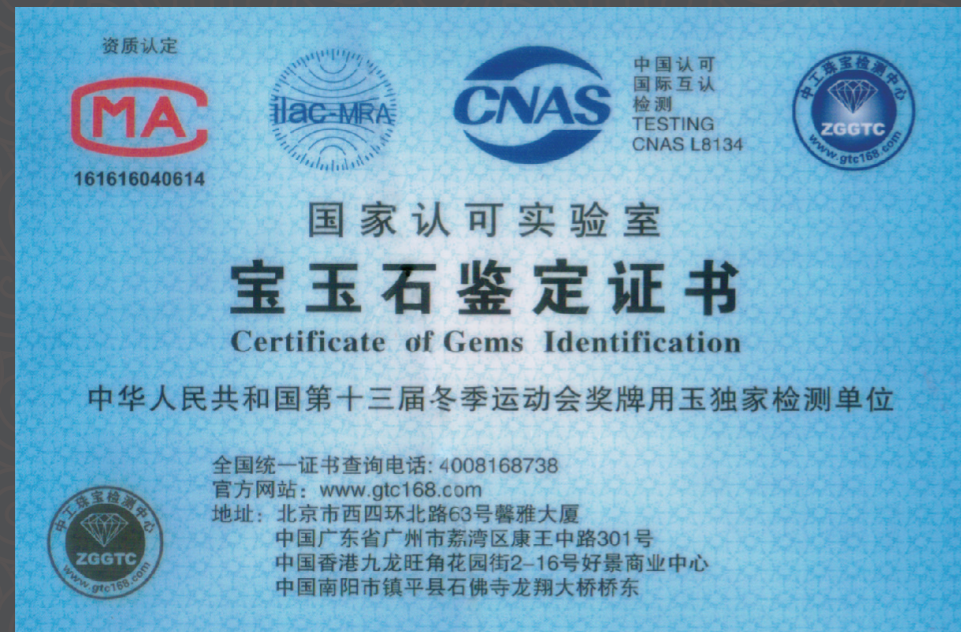 资质认定
CMA
161616040614
ilac-MRA
CNAS
中国认可
国际互认
检测
TESTING
CNAS L8134
中工珠宝检测中心
ZGGTC
www.gtc168.com
国家认可实验室
宝玉石鉴定证书
Certificate of Gems Identification
中华人民共和国第十三届冬季运动会奖牌用玉独家检测单位
全国统一证书查询电话: 4008168738
官方网站：www.gtc168.com
地址：北京市西四环北路63号馨雅大厦
中国广东省广州市荔湾区康王中路301号
中国香港九龙旺角花园街2-16号好景商业中心
中国南阳市镇平县石佛寺龙翔大桥桥东
中工珠宝检测中心
ZGGTC
www.gtc168.com